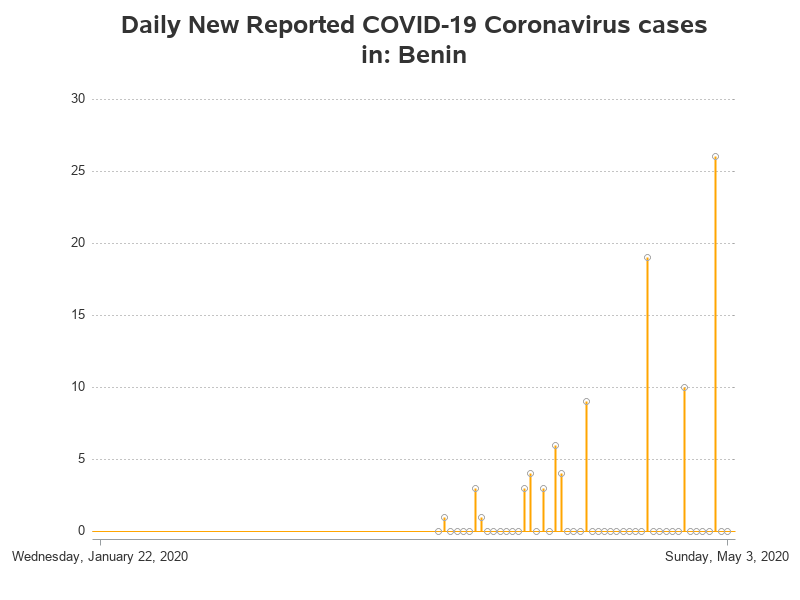 Daily New Reported COVID-19 Coronavirus cases
in: Benin
30
25
20
15
10
5
0
Wednesday, January 22, 2020
Sunday, May 3, 2020